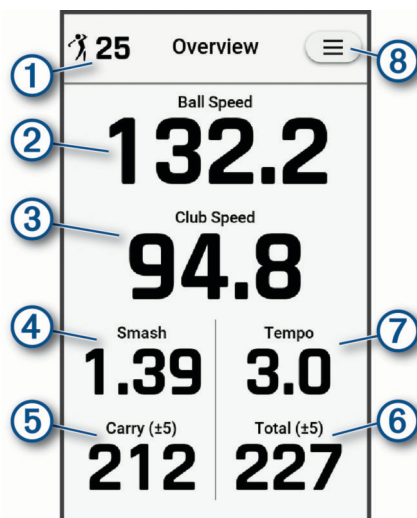 25 Overview
1
8
Ball Speed
2
132.2
Club Speed
3
94.8
4
Smash
Tempo
7
1.39
3.0
5
Carry (±5)
Total (±5)
6
212
227